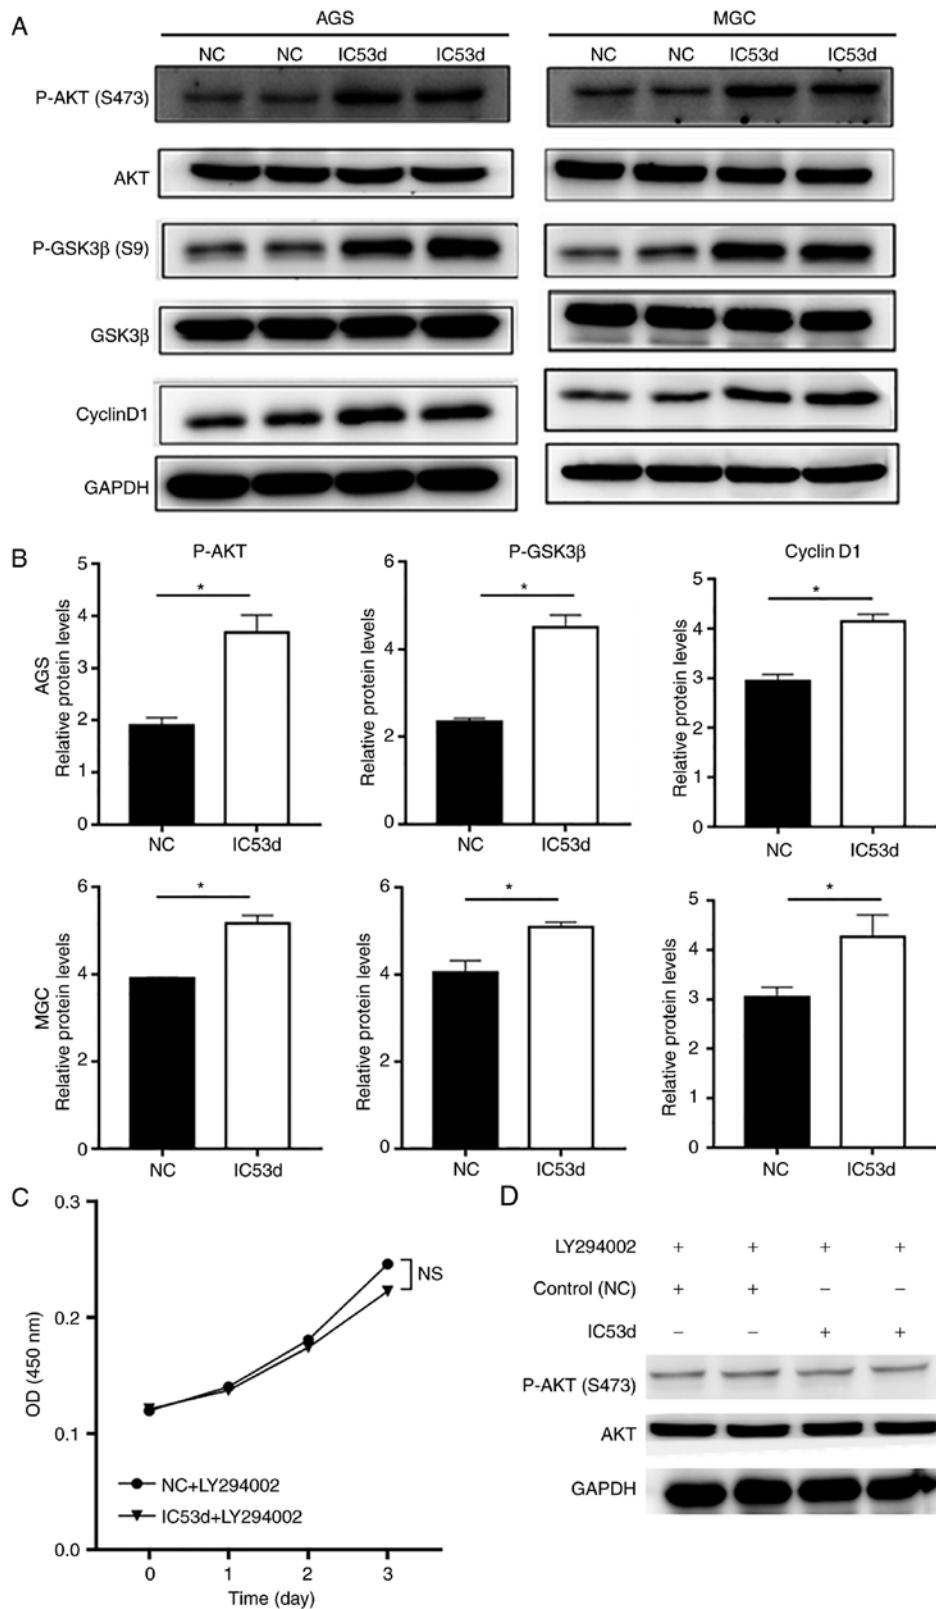 A
AGS
MGC
NC NC IC53d IC53d
NC NC IC53d IC53d
P-AKT (S473)
AKT
P-GSK3β (S9)
GSK3β
CyclinD1
GAPDH
B
P-AKT
P-GSK3β
Cyclin D1
AGS
Relative protein levels
5
4
3
2
1
0
*
NC IC53d
Relative protein levels
6
4
2
0
*
NC IC53d
Relative protein levels
5
4
3
2
1
0
*
NC IC53d
MGC
Relative protein levels
6
4
2
0
*
NC IC53d
Relative protein levels
6
4
2
0
*
NC IC53d
Relative protein levels
5
4
3
2
1
0
*
NC IC53d
C
OD (450 nm)
0.3
0.2
0.1
0.0
NS
NC+LY294002
IC53d+LY294002
0 1 2 3
Time (day)
D
LY294002 + + + +
Control (NC) + + − −
IC53d − − + +
P-AKT (S473)
AKT
GAPDH